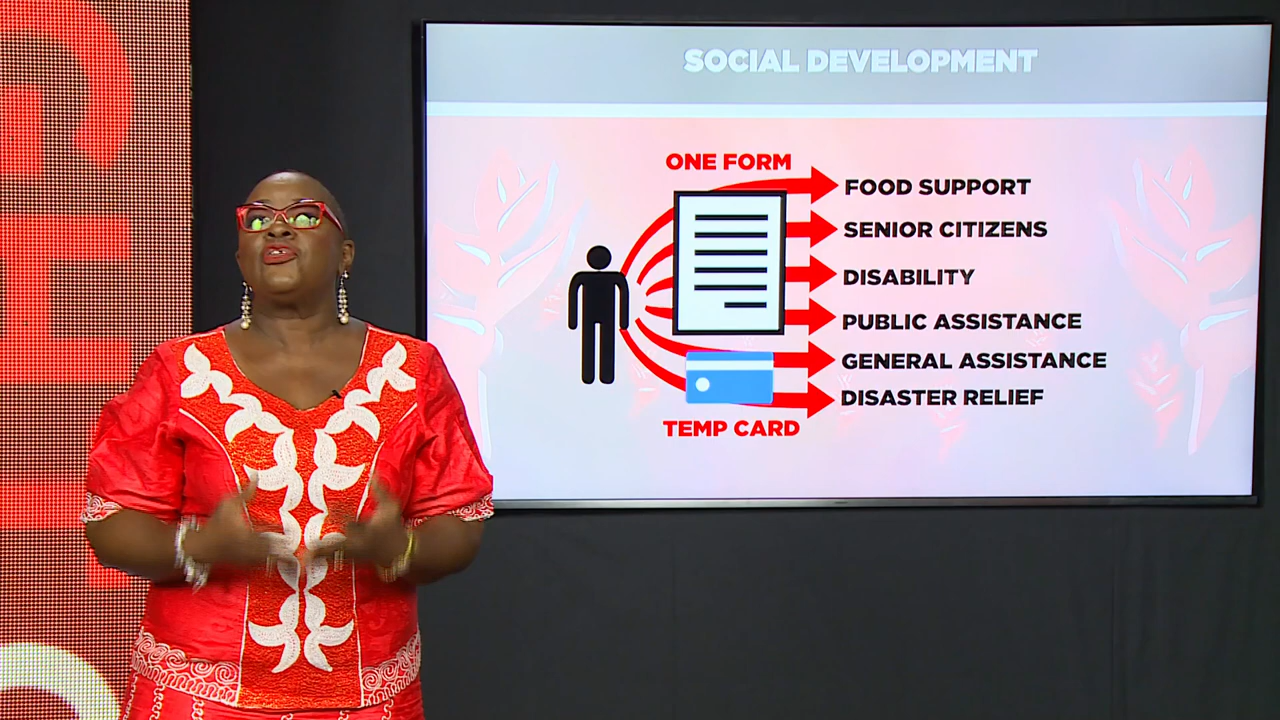 SOCIAL DEVELOPMENT
ONE FORM
FOOD SUPPORT
SENIOR CITIZENS
DISABILITY
PUBLIC ASSISTANCE
GENERAL ASSISTANCE
DISASTER RELIEF
TEMP CARD